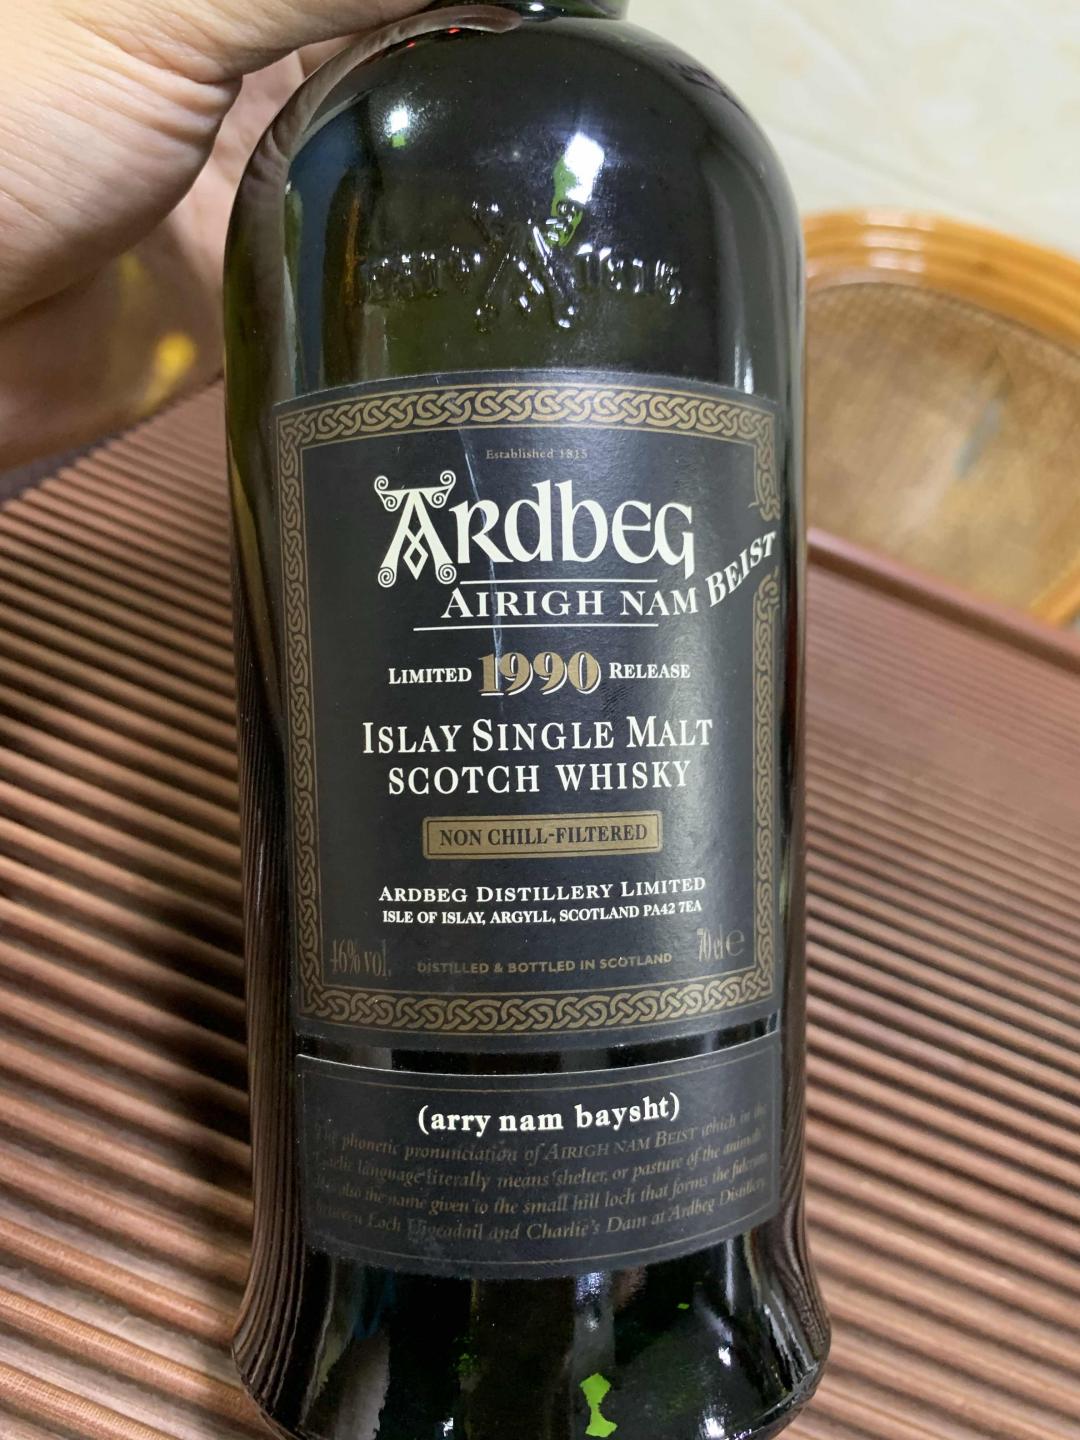 Established 1815
ARDBEG
AIRIGH NAM BEIST
LIMITED 1990 RELEASE
ISLAY SINGLE MALT
SCOTCH WHISKY
NON CHILL-FILTERED
ARDBEG DISTILLERY LIMITED
ISLE OF ISLAY, ARGYLL, SCOTLAND PA42 7EA
46% vol. DISTILLED & BOTTLED IN SCOTLAND 70cl e
(arry nam baysht)
The phonetic pronunciation of AIRIGH NAM BEIST which in the
Gaelic language literally means 'shelter, or pasture of the animals'
also the name given to the small hill loch that forms the fulcrum
between Loch Uigeadail and Charlie's Dam at Ardbeg Distillery.